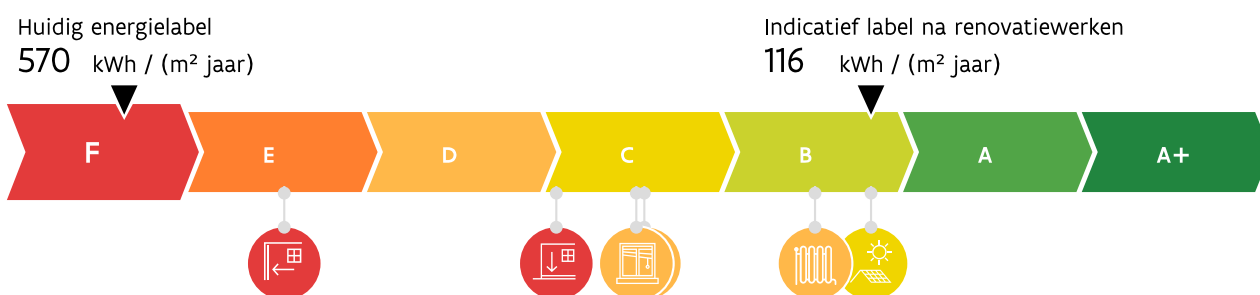 Huidig energielabel
570 kWh / (m² jaar)
Indicatief label na renovatiewerken
116 kWh / (m² jaar)
F E D C B A A+